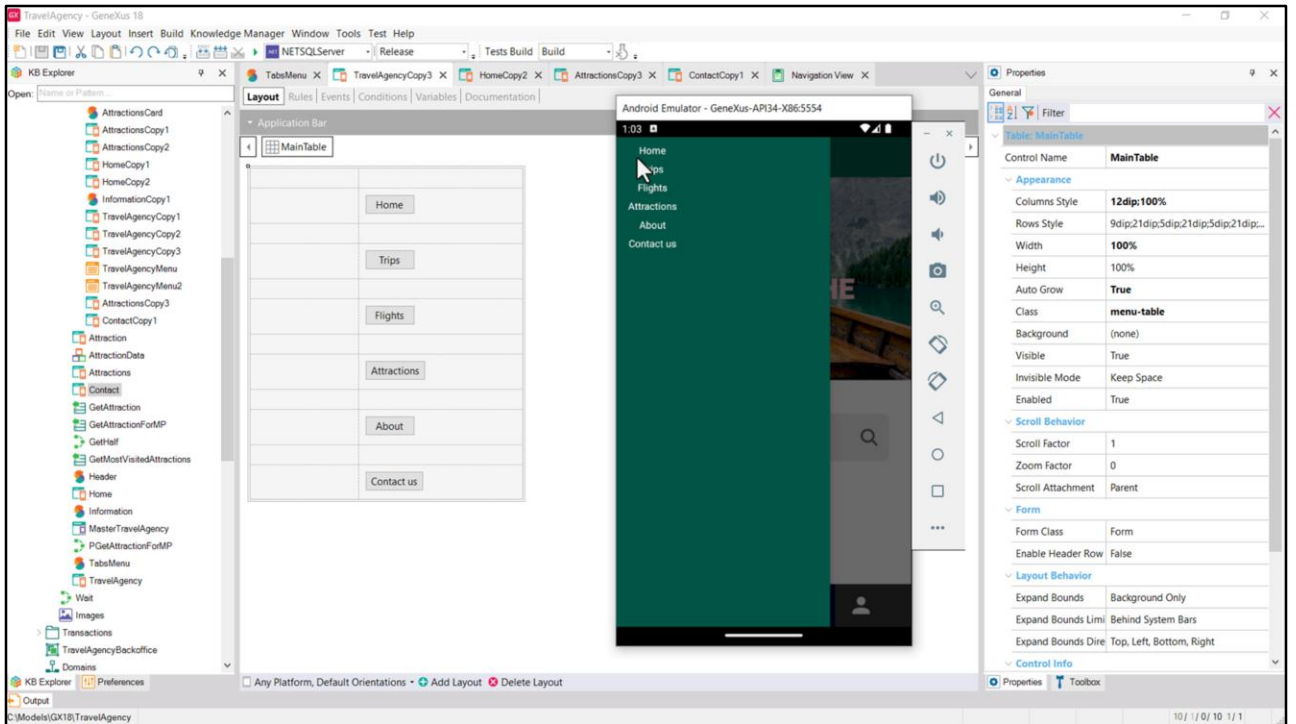 TravelAgency - GeneXus 18
File Edit View Layout Insert Build Knowledge Manager Window Tools Test Help
NETSQLServer Release Tests Build Build
KB Explorer
Open: Name or Pattern...
AttractionsCard
AttractionsCopy1
AttractionsCopy2
HomeCopy1
HomeCopy2
InformationCopy1
TravelAgencyCopy1
TravelAgencyCopy2
TravelAgencyCopy3
TravelAgencyMenu
TravelAgencyMenu2
AttractionsCopy3
ContactCopy1
Attraction
AttractionData
Attractions
Contact
GetAttraction
GetAttractionForMP
GetHalf
GetMostVisitedAttractions
Header
Home
Information
MasterTravelAgency
PGetAttractionForMP
TabsMenu
TravelAgency
Wait
Images
Transactions
TravelAgencyBackoffice
Domains
KB Explorer Preferences
Output
C:\Models\GX18\TravelAgency
TabsMenu X TravelAgencyCopy3 X HomeCopy2 X AttractionsCopy3 X ContactCopy1 X Navigation View X
Layout Rules Events Conditions Variables Documentation
Application Bar
MainTable
Home
Trips
Flights
Attractions
About
Contact us
Any Platform, Default Orientations Add Layout Delete Layout
Android Emulator - GeneXus-API34-X86:5554
1:03
Home
ips
Flights
Attractions
About
Contact us
HE
Properties
General
Filter
Table: MainTable
Control Name MainTable
Appearance
Columns Style 12dip;100%
Rows Style 9dip;21dip;5dip;21dip;5dip;21dip;...
Width 100%
Height 100%
Auto Grow True
Class menu-table
Background (none)
Visible True
Invisible Mode Keep Space
Enabled True
Scroll Behavior
Scroll Factor 1
Zoom Factor 0
Scroll Attachment Parent
Form
Form Class Form
Enable Header Row False
Layout Behavior
Expand Bounds Background Only
Expand Bounds Limi Behind System Bars
Expand Bounds Dire Top, Left, Bottom, Right
Control Info
Properties Toolbox
10/ 1/ 0/ 10 1/ 1